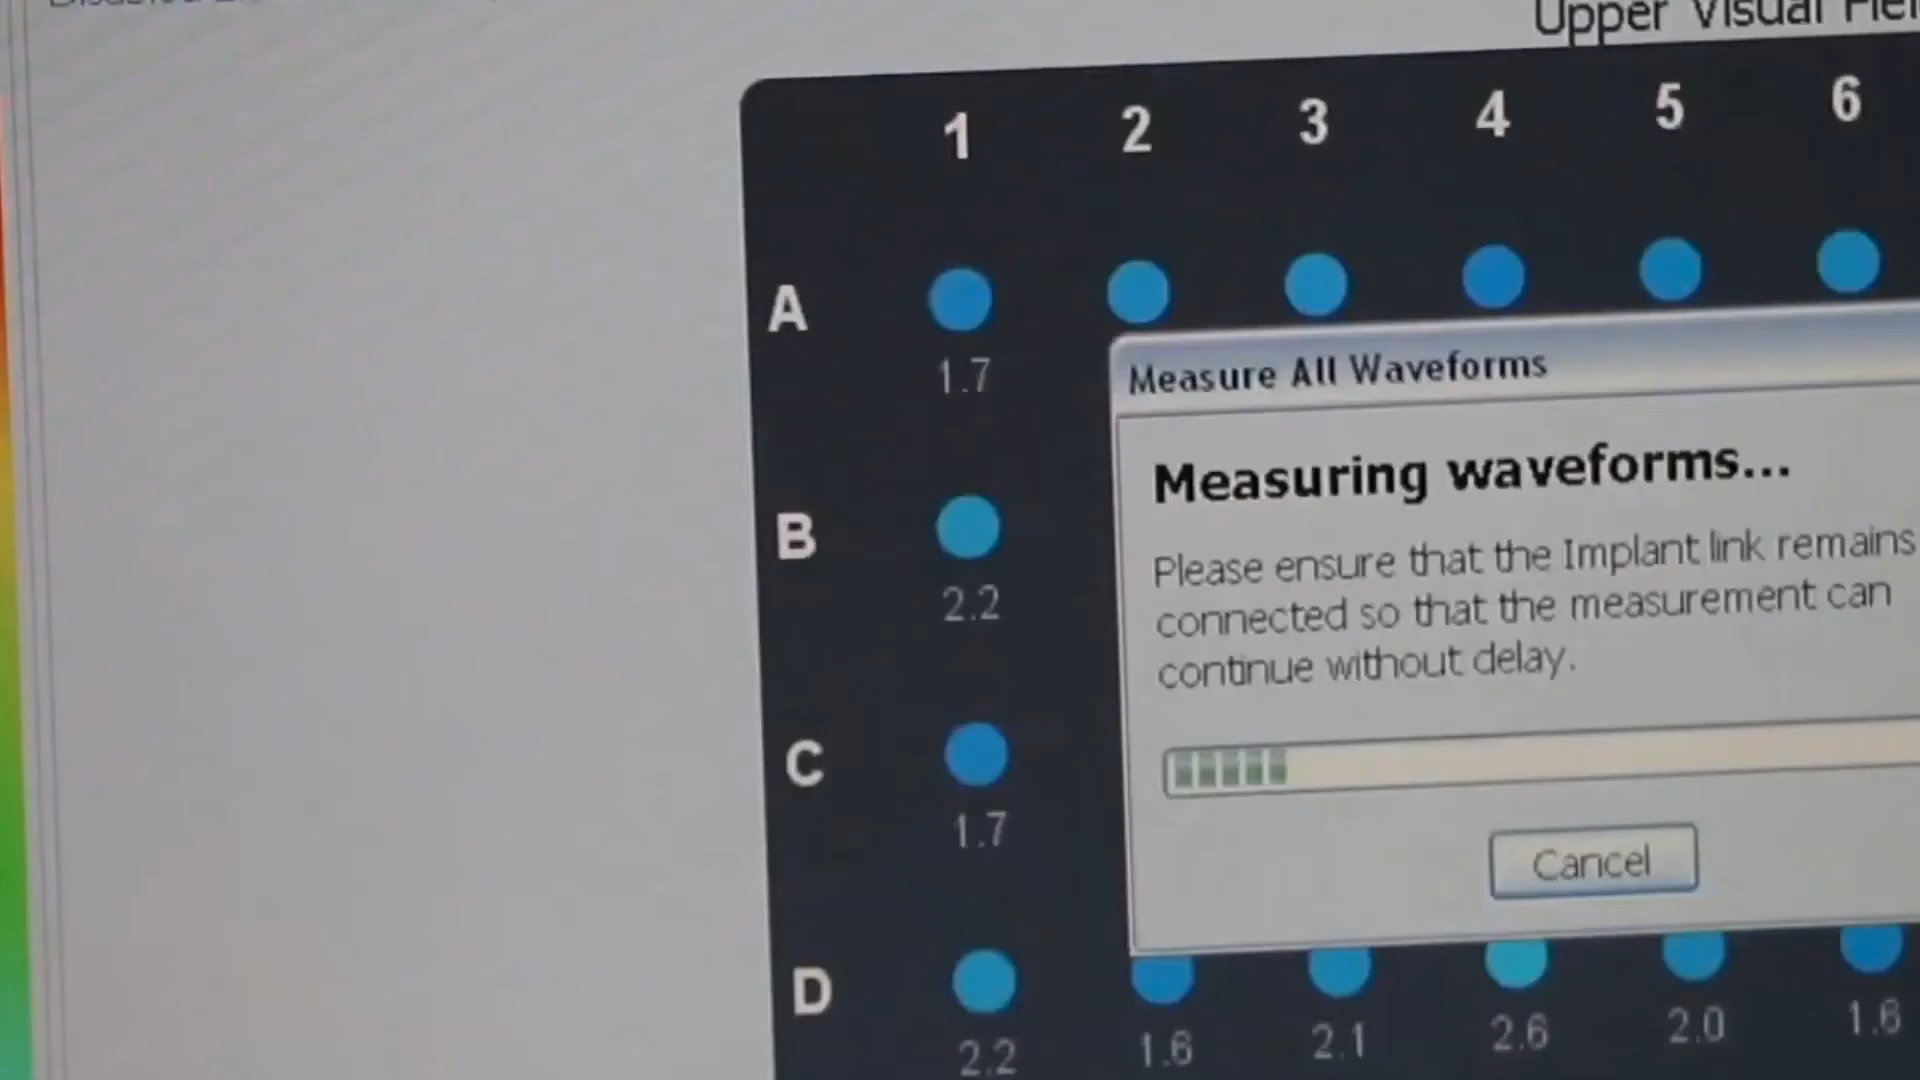 Upper Visual
1 2 3 4 5 6
A
1.7
Measure All Waveforms
Measuring waveforms...
B
2.2
Please ensure that the Implant link remains
connected so that the measurement can
continue without delay.
C
1.7
Cancel
D
2.2 1.6 2.1 2.6 2.0 1.6